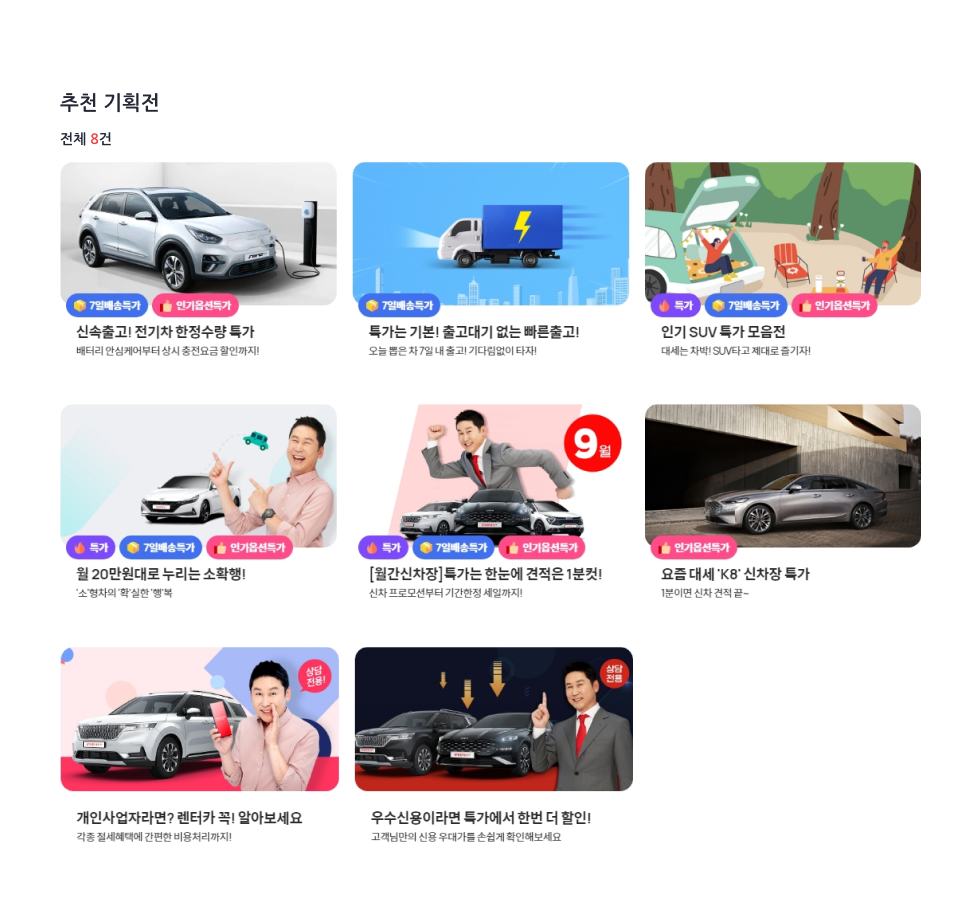 추천 기획전
전체 8건
7일배송특가 인기옵션특가
신속출고! 전기차 한정수량 특가
배터리 안심케어부터 상시 충전요금 할인까지!
7일배송특가
특가는 기본! 출고대기 없는 빠른출고!
오늘 뽑은 차 7일 내 출고! 기다림없이 타자!
특가 7일배송특가 인기옵션특가
인기 SUV 특가 모음전
대세는 차박! SUV타고 제대로 즐기자!
특가 7일배송특가 인기옵션특가
월 20만원대로 누리는 소확행!
'소'형차의 '확'실한 '행'복
9월
특가 7일배송특가 인기옵션특가
[월간신차장]특가는 한눈에 견적은 1분컷!
신차 프로모션부터 기간한정 세일까지!
인기옵션특가
요즘 대세 'K8' 신차장 특가
1분이면 신차 견적 끝~
상담
전용!
개인사업자라면? 렌터카 꼭! 알아보세요
각종 절세혜택에 간편한 비용처리까지!
상담
전용
우수신용이라면 특가에서 한번 더 할인!
고객님만의 신용 우대가를 손쉽게 확인해보세요